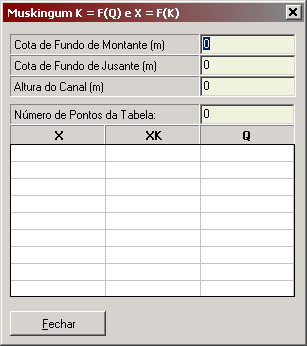 Muskingum K = F(Q) e X = F(K)
Cota de Fundo de Montante (m) 0
Cota de Fundo de Jusante (m) 0
Altura do Canal (m) 0
Número de Pontos da Tabela: 0
X XK Q
Fechar